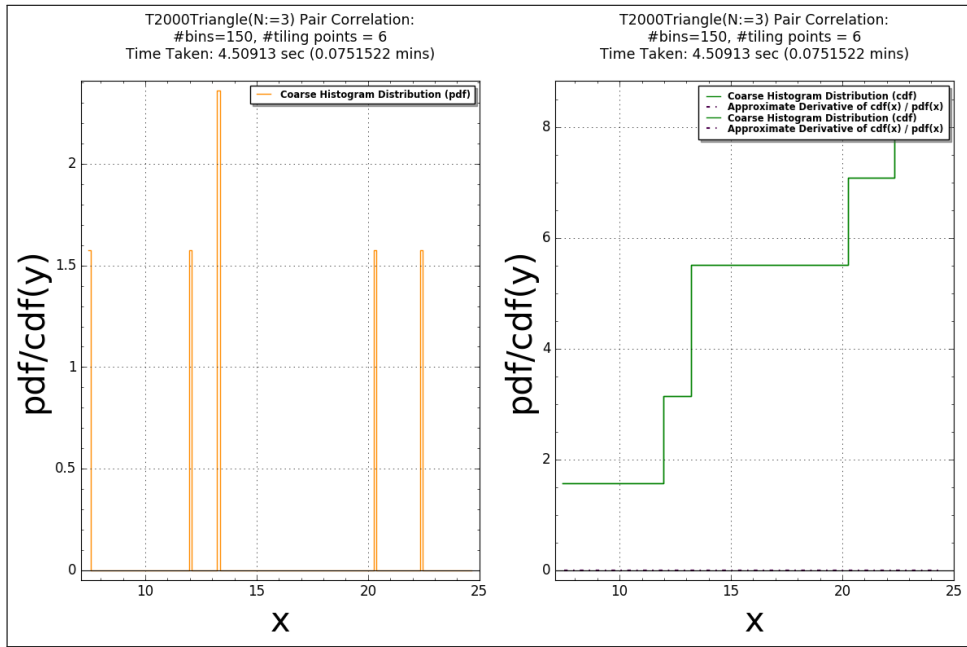 T2000Triangle(N:=3) Pair Correlation:
#bins=150, #tiling points = 6
Time Taken: 4.50913 sec (0.0751522 mins)
Coarse Histogram Distribution (pdf)
2
1.5
1
0.5
0
pdf/cdf(y)
10
15
20
25
x
T2000Triangle(N:=3) Pair Correlation:
#bins=150, #tiling points = 6
Time Taken: 4.50913 sec (0.0751522 mins)
Coarse Histogram Distribution (cdf)
Approximate Derivative of cdf(x) / pdf(x)
Coarse Histogram Distribution (cdf)
Approximate Derivative of cdf(x) / pdf(x)
8
6
4
2
0
pdf/cdf(y)
10
15
20
25
x